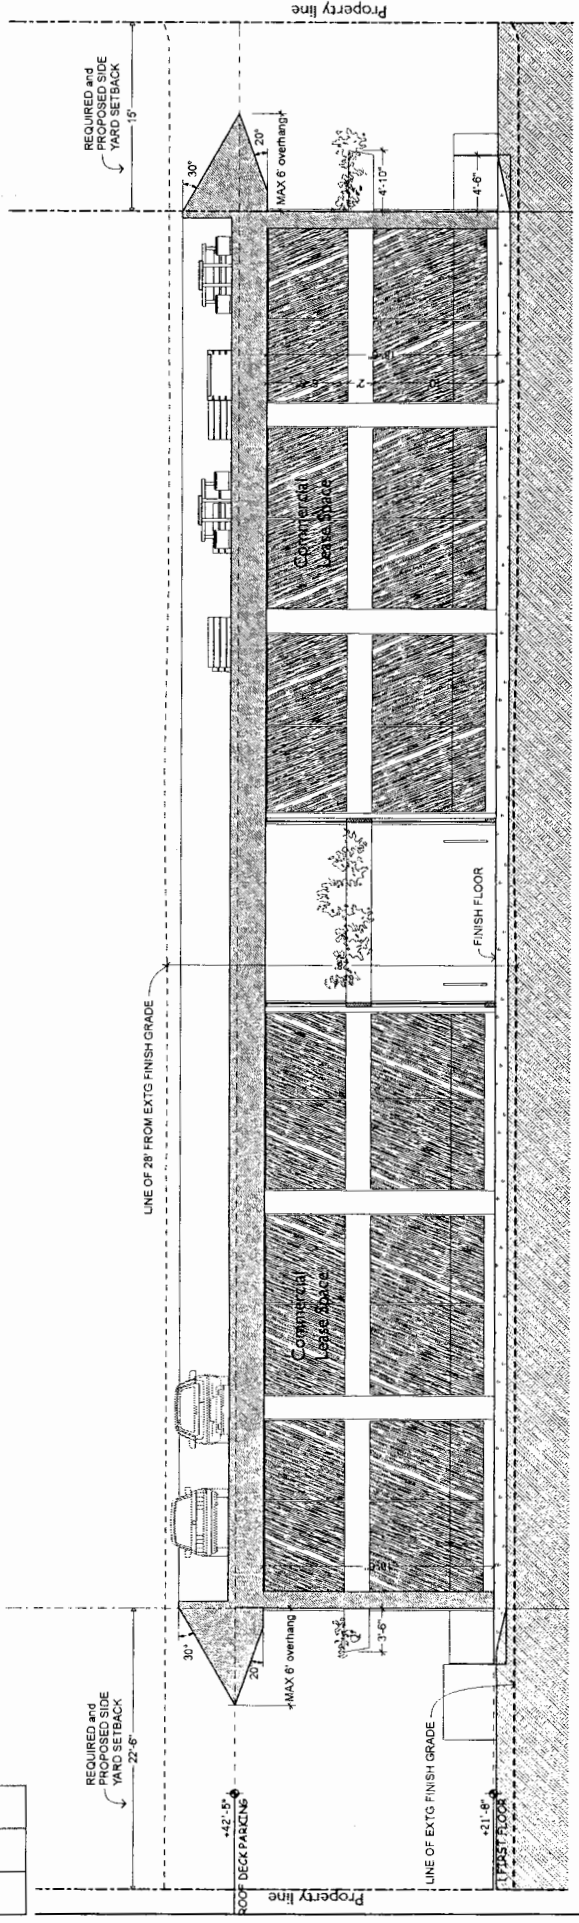 Property line
REQUIRED and
PROPOSED SIDE
YARD SETBACK
22'-6"
30°
20°
MAX 6' overhang
3'-6"
+42'-5"
ROOF DECK PARKING
LINE OF EXTG FINISH GRADE
+21'-8"
FIRST FLOOR
Commercial
Lease Space
LINE OF 28' FROM EXTG FINISH GRADE
FINISH FLOOR
Commercial
Lease Space
2'
REQUIRED and
PROPOSED SIDE
YARD SETBACK
15'
30°
20°
MAX 6' overhang
4'-10"
4'-6"
Property line